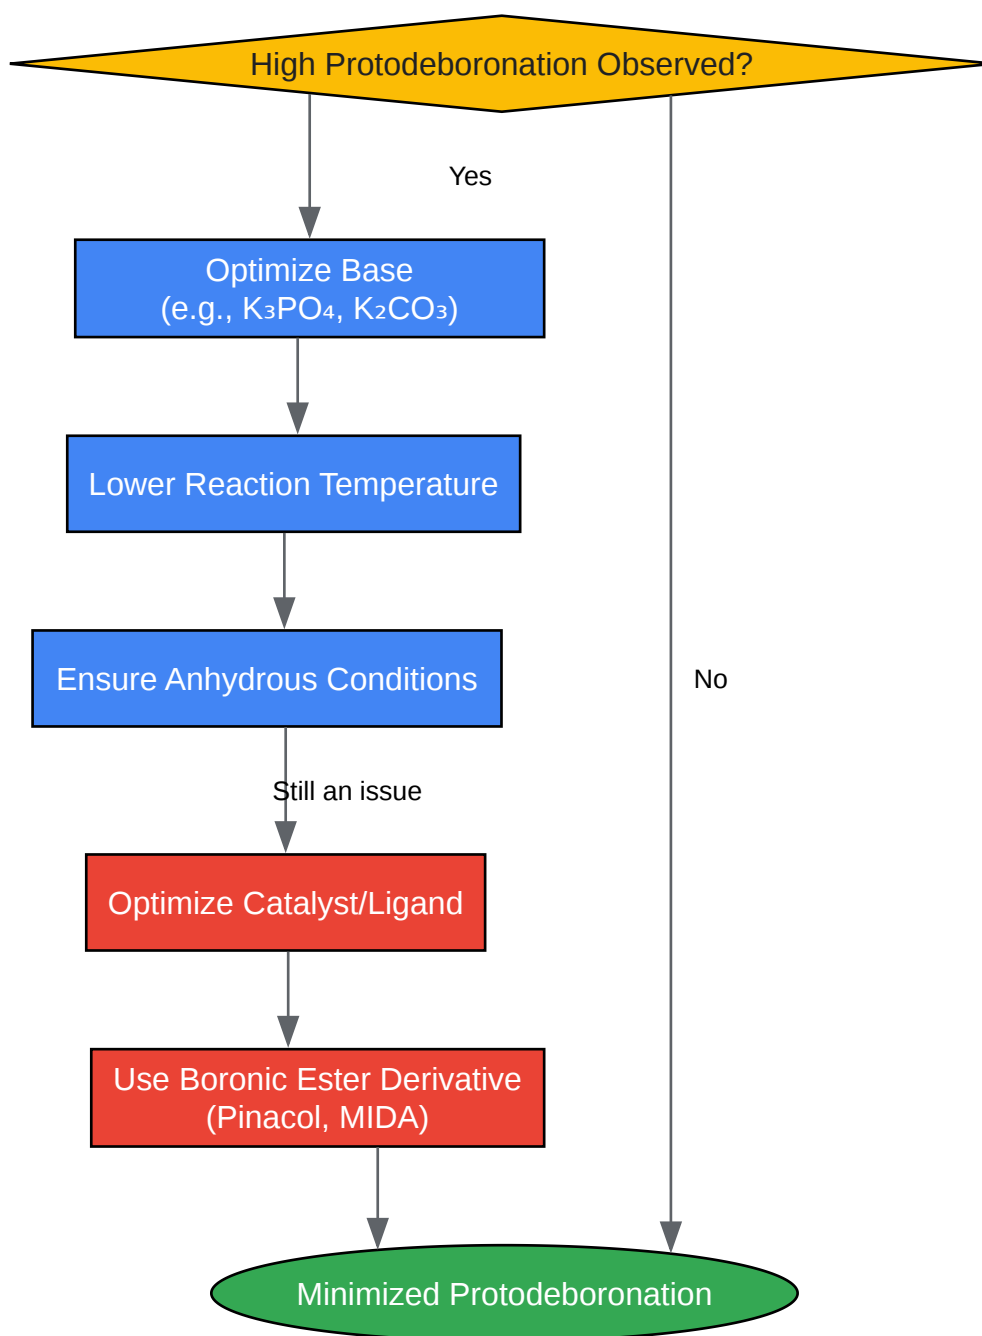 High Protodeboronation Observed?
Yes
Optimize Base
(e.g., K₃PO₄, K₂CO₃)
Lower Reaction Temperature
Ensure Anhydrous Conditions
No
Still an issue
Optimize Catalyst/Ligand
Use Boronic Ester Derivative
(Pinacol, MIDA)
Minimized Protodeboronation